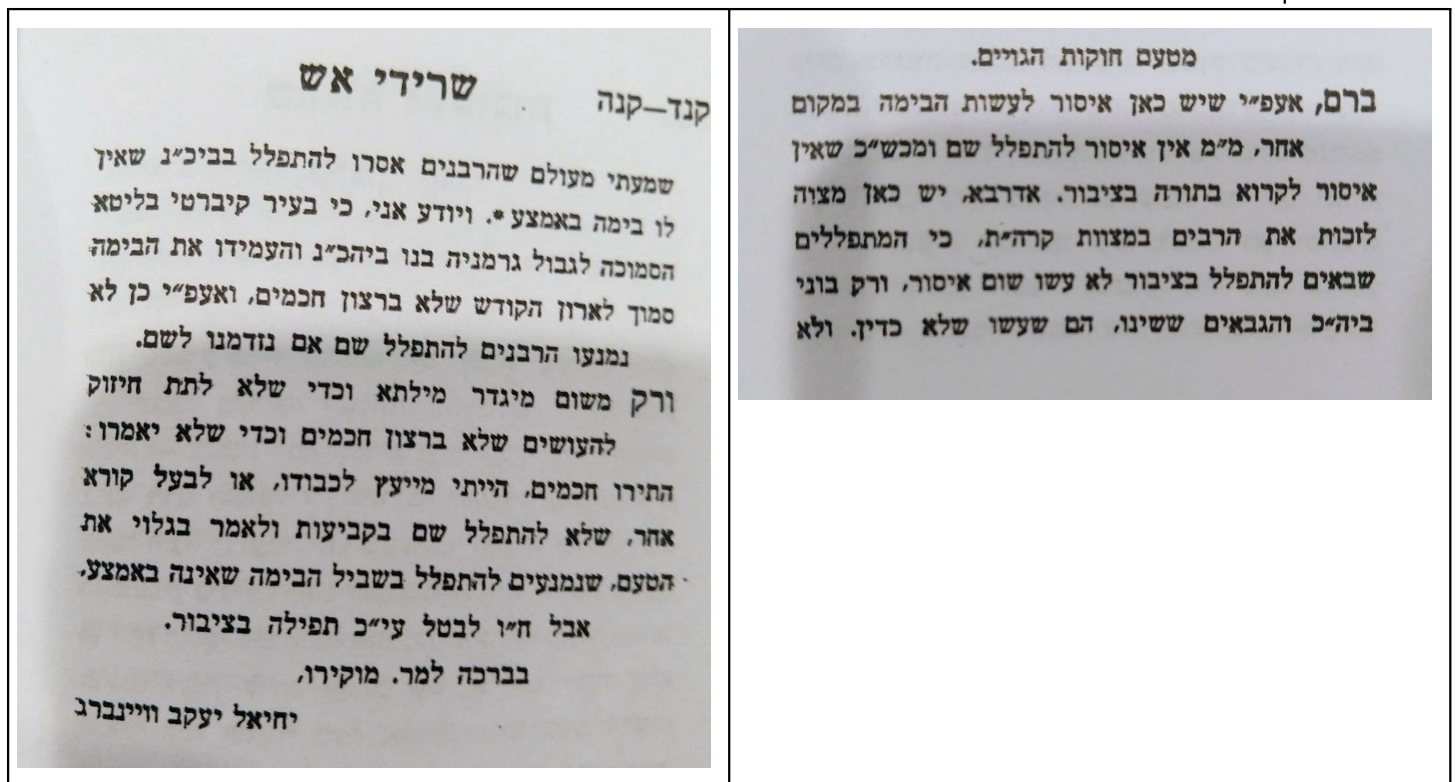 מטעם חוקות הגויים.
ברם, אעפ״י שיש כאן איסור לעשות הבימה במקום
אחר, מ״מ אין איסור להתפלל שם ומכש״כ שאין
איסור לקרוא בתורה בציבור. אדרבא, יש כאן מצוה
לזכות את הרבים במצוות קרה״ת, כי המתפללים
שבאים להתפלל בציבור לא עשו שום איסור, ורק בוני
ביה״כ והגבאים ששינו, הם שעשו שלא כדין. ולא
קנד—קנה
שרידי אש
שמעתי מעולם שהרבנים אסרו להתפלל בביכ״נ שאין
לו בימה באמצע *. ויודע אני, כי בעיר קיברטי בליטא
הסמוכה לגבול גרמניה בנו ביהכ״נ והעמידו את הבימה
סמוך לארון הקודש שלא ברצון חכמים, ואעפ״י כן לא
נמנעו הרבנים להתפלל שם אם נזדמנו לשם.
ורק משום מיגדר מילתא וכדי שלא לתת חיזוק
להעושים שלא ברצון חכמים וכדי שלא יאמרו:
התירו חכמים, הייתי מייעץ לכבודו, או לבעל קורא
אחר, שלא להתפלל שם בקביעות ולאמר בגלוי את
הטעם, שנמנעים להתפלל בשביל הבימה שאינה באמצע,
אבל ח״ו לבטל עי״כ תפילה בציבור.
בברכה למר. מוקירו,
יחיאל יעקב וויינברג